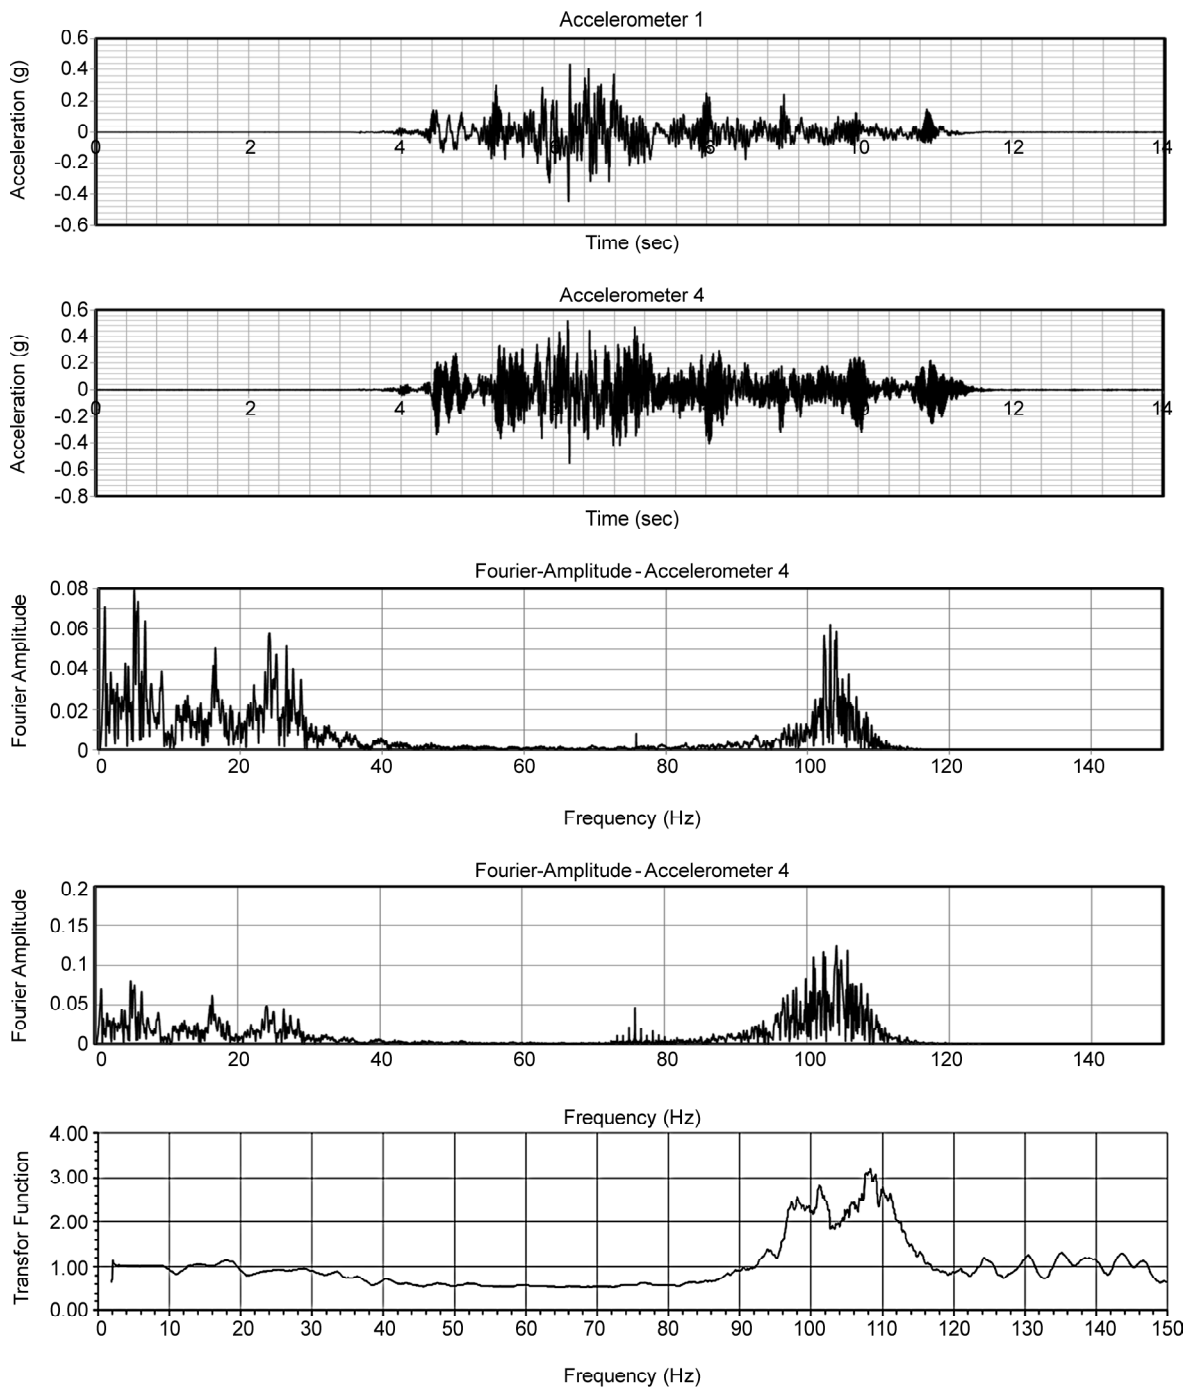 Accelerometer 1
Acceleration (g)
0.6
0.4
0.2
0
-0.2
-0.4
-0.6
0 2 4 6 8 10 12 14
Time (sec)
Accelerometer 4
Acceleration (g)
0.6
0.4
0.2
0
-0.2
-0.4
-0.6
-0.8
0 2 4 12 14
Time (sec)
Fourier-Amplitude - Accelerometer 4
Fourier Amplitude
0.08
0.06
0.04
0.02
0
0 20 40 60 80 100 120 140
Frequency (Hz)
Fourier-Amplitude - Accelerometer 4
Fourier Amplitude
0.2
0.15
0.1
0.05
0
0 20 40 60 80 100 120 140
Frequency (Hz)
Transfor Function
4.00
3.00
2.00
1.00
0.00
0 10 20 30 40 50 60 70 80 90 100 110 120 130 140 150
Frequency (Hz)